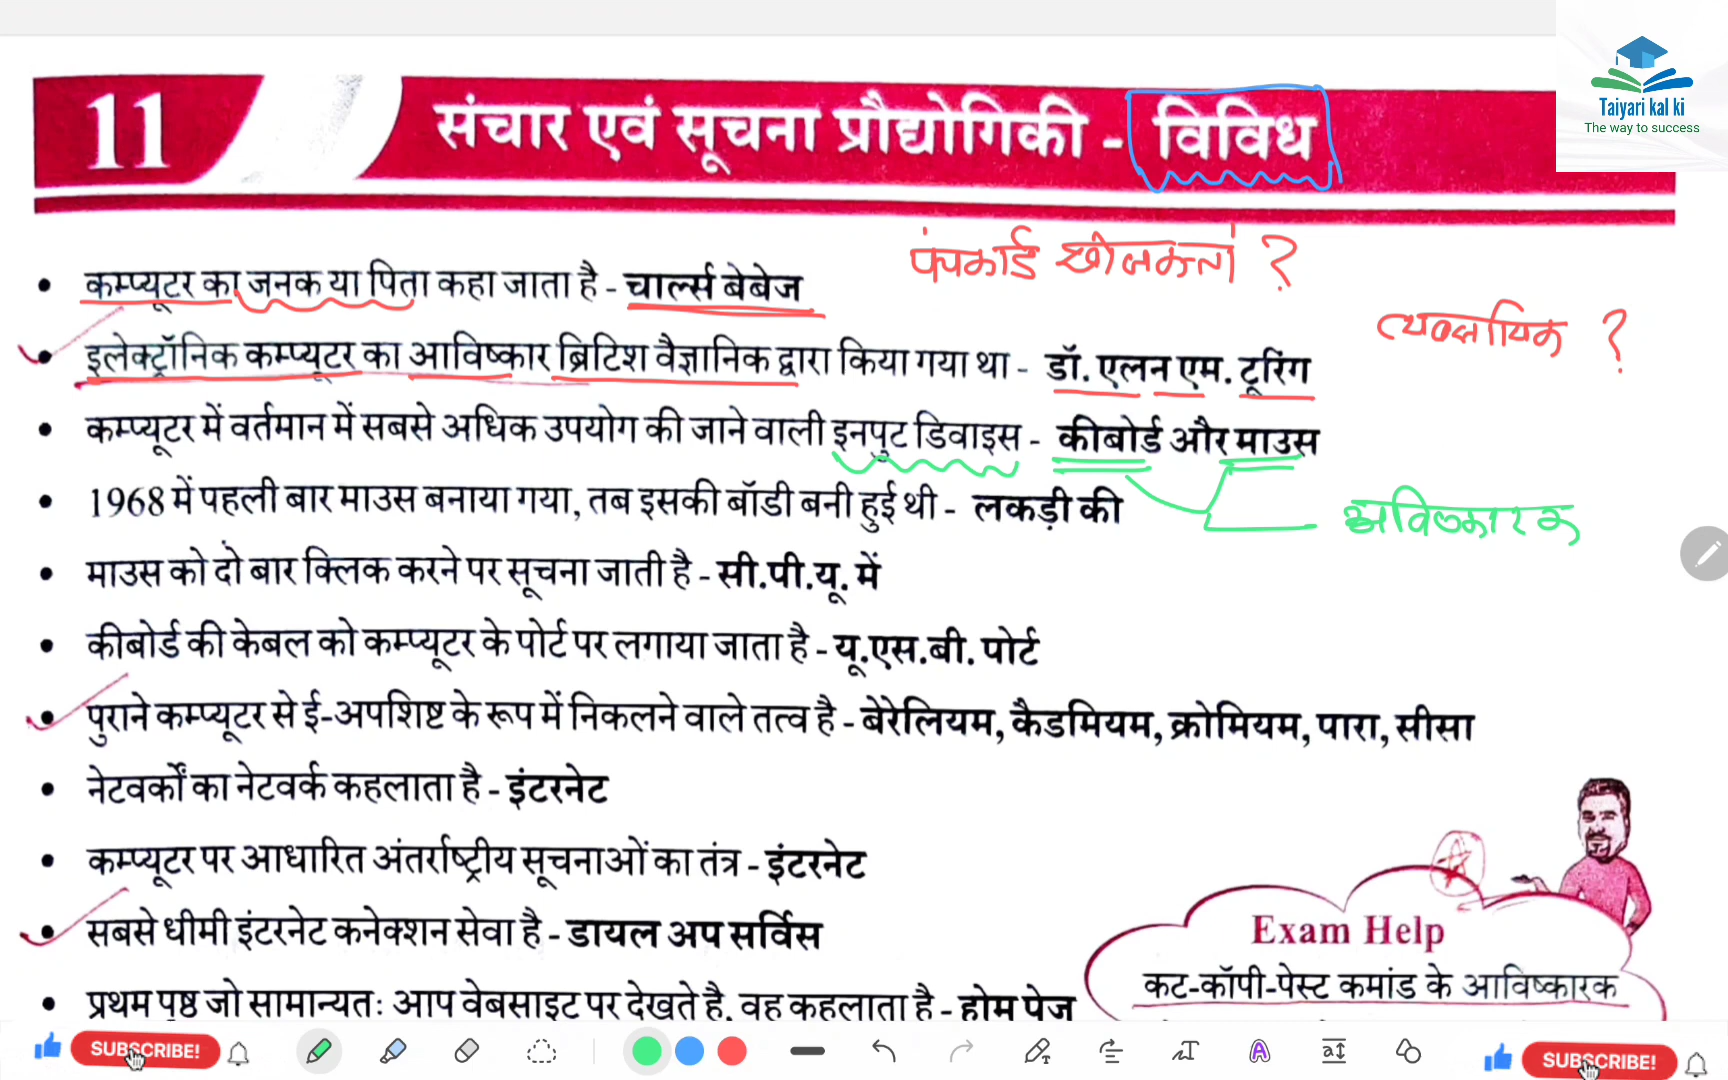 Taiyari kal ki
The way to success
11 संचार एवं सूचना प्रौद्योगिकी - विविध
पंचकार्ड ?
• कम्प्यूटर का जनक या पिता कहा जाता है - चार्ल्स बेबेज
व्यवसायिक ?
• इलेक्ट्रॉनिक कम्प्यूटर का आविष्कार ब्रिटिश वैज्ञानिक द्वारा किया गया था - डॉ. एलन एम. टूरिंग
• कम्प्यूटर में वर्तमान में सबसे अधिक उपयोग की जाने वाली इनपुट डिवाइस - कीबोर्ड और माउस
• 1968 में पहली बार माउस बनाया गया, तब इसकी बॉडी बनी हुई थी - लकड़ी की
अविष्कारक
• माउस को दो बार क्लिक करने पर सूचना जाती है - सी.पी.यू. में
• कीबोर्ड की केबल को कम्प्यूटर के पोर्ट पर लगाया जाता है - यू.एस.बी. पोर्ट
• पुराने कम्प्यूटर से ई-अपशिष्ट के रूप में निकलने वाले तत्व है - बेरेलियम, कैडमियम, क्रोमियम, पारा, सीसा
• नेटवर्कों का नेटवर्क कहलाता है - इंटरनेट
• कम्प्यूटर पर आधारित अंतर्राष्ट्रीय सूचनाओं का तंत्र - इंटरनेट
• सबसे धीमी इंटरनेट कनेक्शन सेवा है - डायल अप सर्विस
Exam Help
कट-कॉपी-पेस्ट कमांड के आविष्कारक
• प्रथम पृष्ठ जो सामान्यतः आप वेबसाइट पर देखते है, वह कहलाता है - होम पेज
SUBSCRIBE!
SUBSCRIBE!